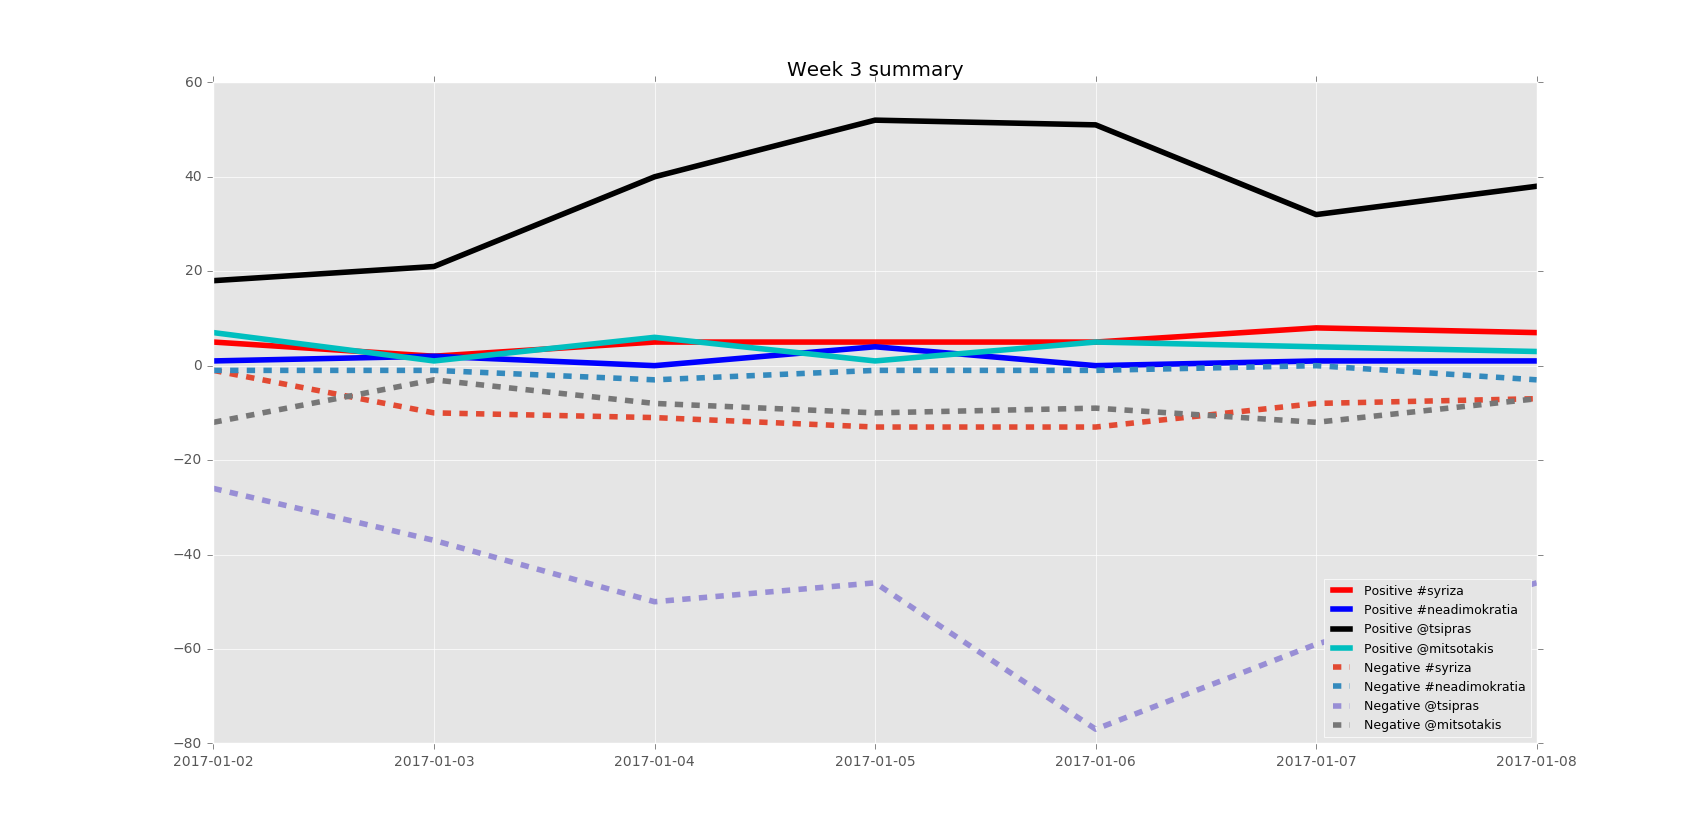 Week 3 summary
60
40
20
0
−20
−40
−60
−80
2017-01-02 2017-01-03 2017-01-04 2017-01-05 2017-01-06 2017-01-07 2017-01-08
Positive #syriza
Positive #neadimokratia
Positive @tsipras
Positive @mitsotakis
Negative #syriza
Negative #neadimokratia
Negative @tsipras
Negative @mitsotakis